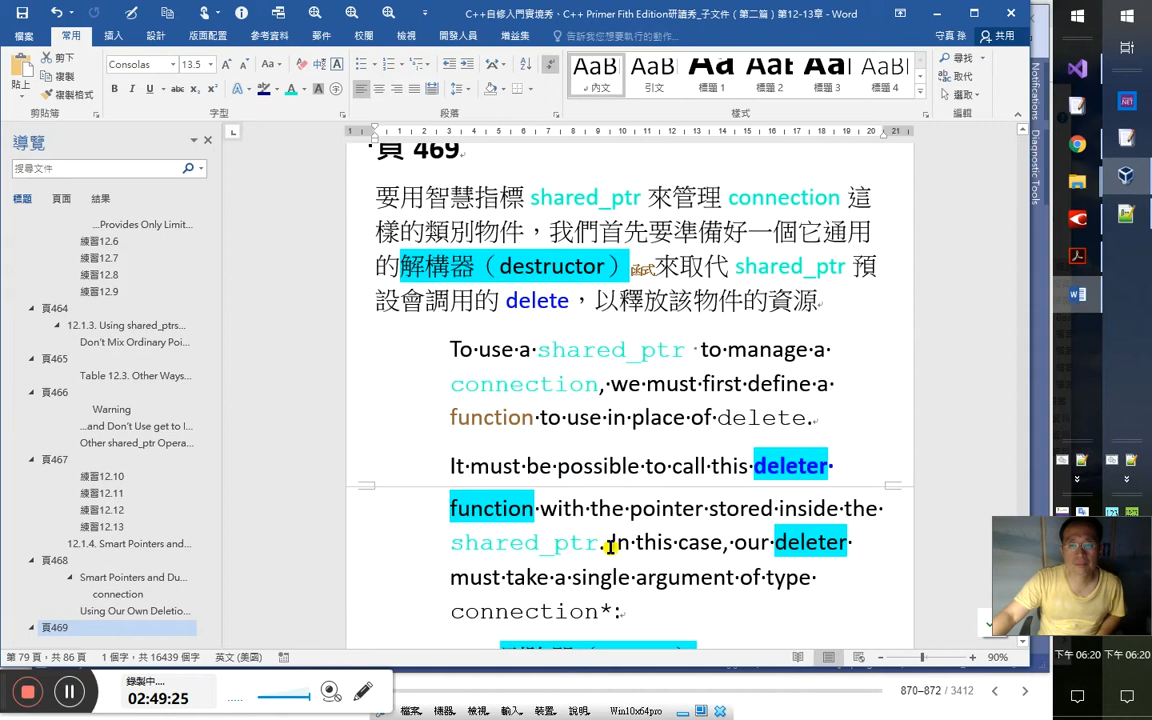 C++自修入門實境秀、C++ Primer Fith Edition研讀秀_子文件（第二篇）第12-13章 - Word
檔案 常用 插入 設計 版面配置 參考資料 郵件 校閱 檢視 開發人員 增益集 告訴我您想要執行的動作... 守真 孫 共用
貼上 剪下 複製 複製格式 剪貼簿
Consolas 13.5 字型
段落
AaB AaBl AaB AaB AaBl AaBl
內文 引文 標題 1 標題 2 標題 3 標題 4
樣式
尋找 取代 選取 編輯
導覽
搜尋文件
標題 頁面 結果
...Provides Only Limit...
練習12.6
練習12.7
練習12.8
練習12.9
頁464
12.1.3. Using shared_ptrs...
Don't Mix Ordinary Poi...
頁465
Table 12.3. Other Ways...
頁466
Warning
...and Don't Use get to I...
Other shared_ptr Opera...
頁467
練習12.10
練習12.11
練習12.12
練習12.13
12.1.4. Smart Pointers and...
頁468
Smart Pointers and Du...
connection
Using Our Own Deletio...
頁469
頁 469
要用智慧指標 shared_ptr 來管理 connection 這
樣的類別物件，我們首先要準備好一個它通用
的解構器（destructor）函式來取代 shared_ptr 預
設會調用的 delete，以釋放該物件的資源
To use a shared_ptr to manage a
connection, we must first define a
function to use in place of delete.
It must be possible to call this deleter
function with the pointer stored inside the
shared_ptr. In this case, our deleter
must take a single argument of type
connection*:
第 79 頁，共 86 頁 1 個字，共 16439 個字 英文 (美國) 90%
錄製中...
02:49:25
870–872 / 3412
檔案. 機器. 檢視. 輸入. 裝置. 說明. Win10x64pro
Notifications
Diagnostic Tools
下午 06:20 下午 06:20